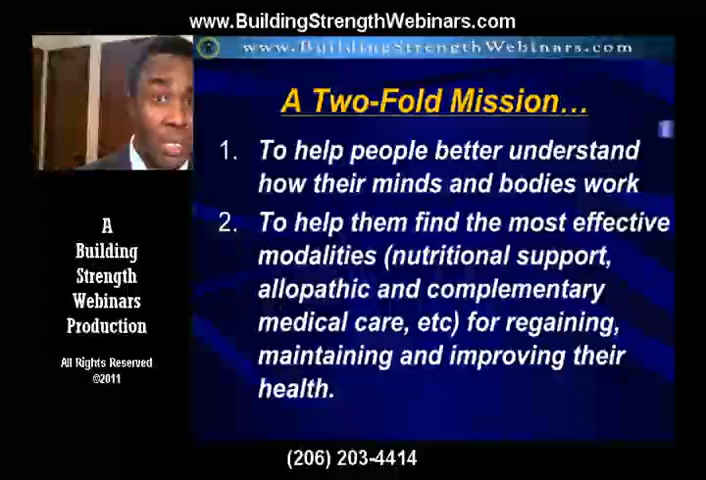 www.BuildingStrengthWebinars.com
www.BuildingStrengthWebinars.com
A Two-Fold Mission...
1. To help people better understand
how their minds and bodies work
2. To help them find the most effective
modalities (nutritional support,
allopathic and complementary
medical care, etc) for regaining,
maintaining and improving their
health.
A
Building
Strength
Webinars
Production
All Rights Reserved
©2011
(206) 203-4414